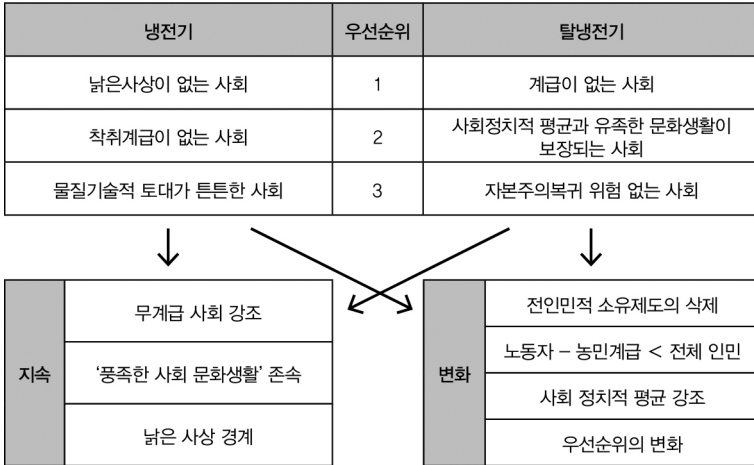 냉전기 우선순위 탈냉전기
낡은사상이 없는 사회 1 계급이 없는 사회
착취계급이 없는 사회 2 사회정치적 평균과 유족한 문화생활이
보장되는 사회
물질기술적 토대가 튼튼한 사회 3 자본주의복귀 위험 없는 사회
지속
무계급 사회 강조
‘풍족한 사회 문화생활’ 존속
낡은 사상 경계
변화
전인민적 소유제도의 삭제
노동자 – 농민계급 < 전체 인민
사회 정치적 평균 강조
우선순위의 변화